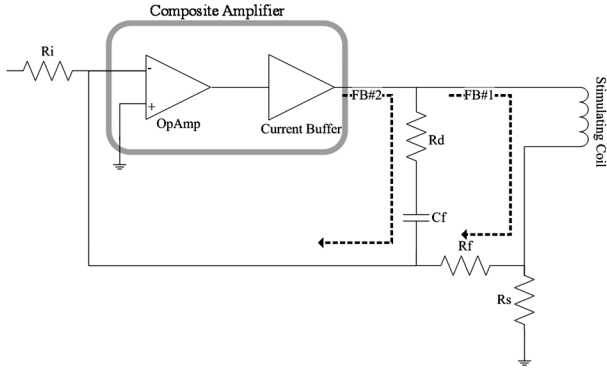 Composite Amplifier
Ri
-
+
OpAmp
Current Buffer
FB#2
FB#1
Stimulating Coil
Rd
Cf
Rf
Rs